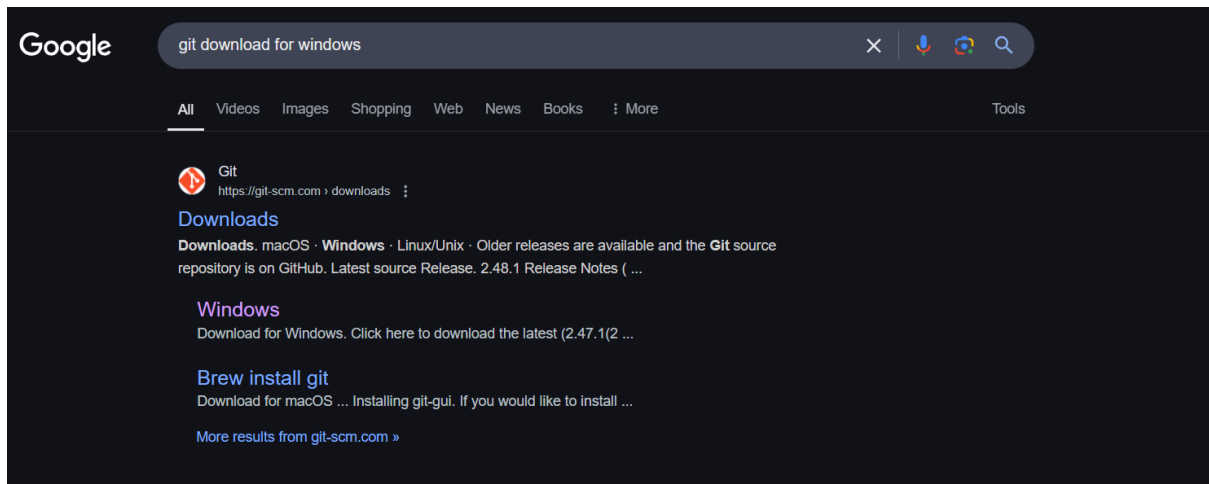 Google
git download for windows
All Videos Images Shopping Web News Books More Tools
Git
https://git-scm.com › downloads
Downloads
Downloads. macOS · Windows · Linux/Unix · Older releases are available and the Git source
repository is on GitHub. Latest source Release. 2.48.1 Release Notes ( ...
Windows
Download for Windows. Click here to download the latest (2.47.1(2 ...
Brew install git
Download for macOS ... Installing git-gui. If you would like to install ...
More results from git-scm.com »